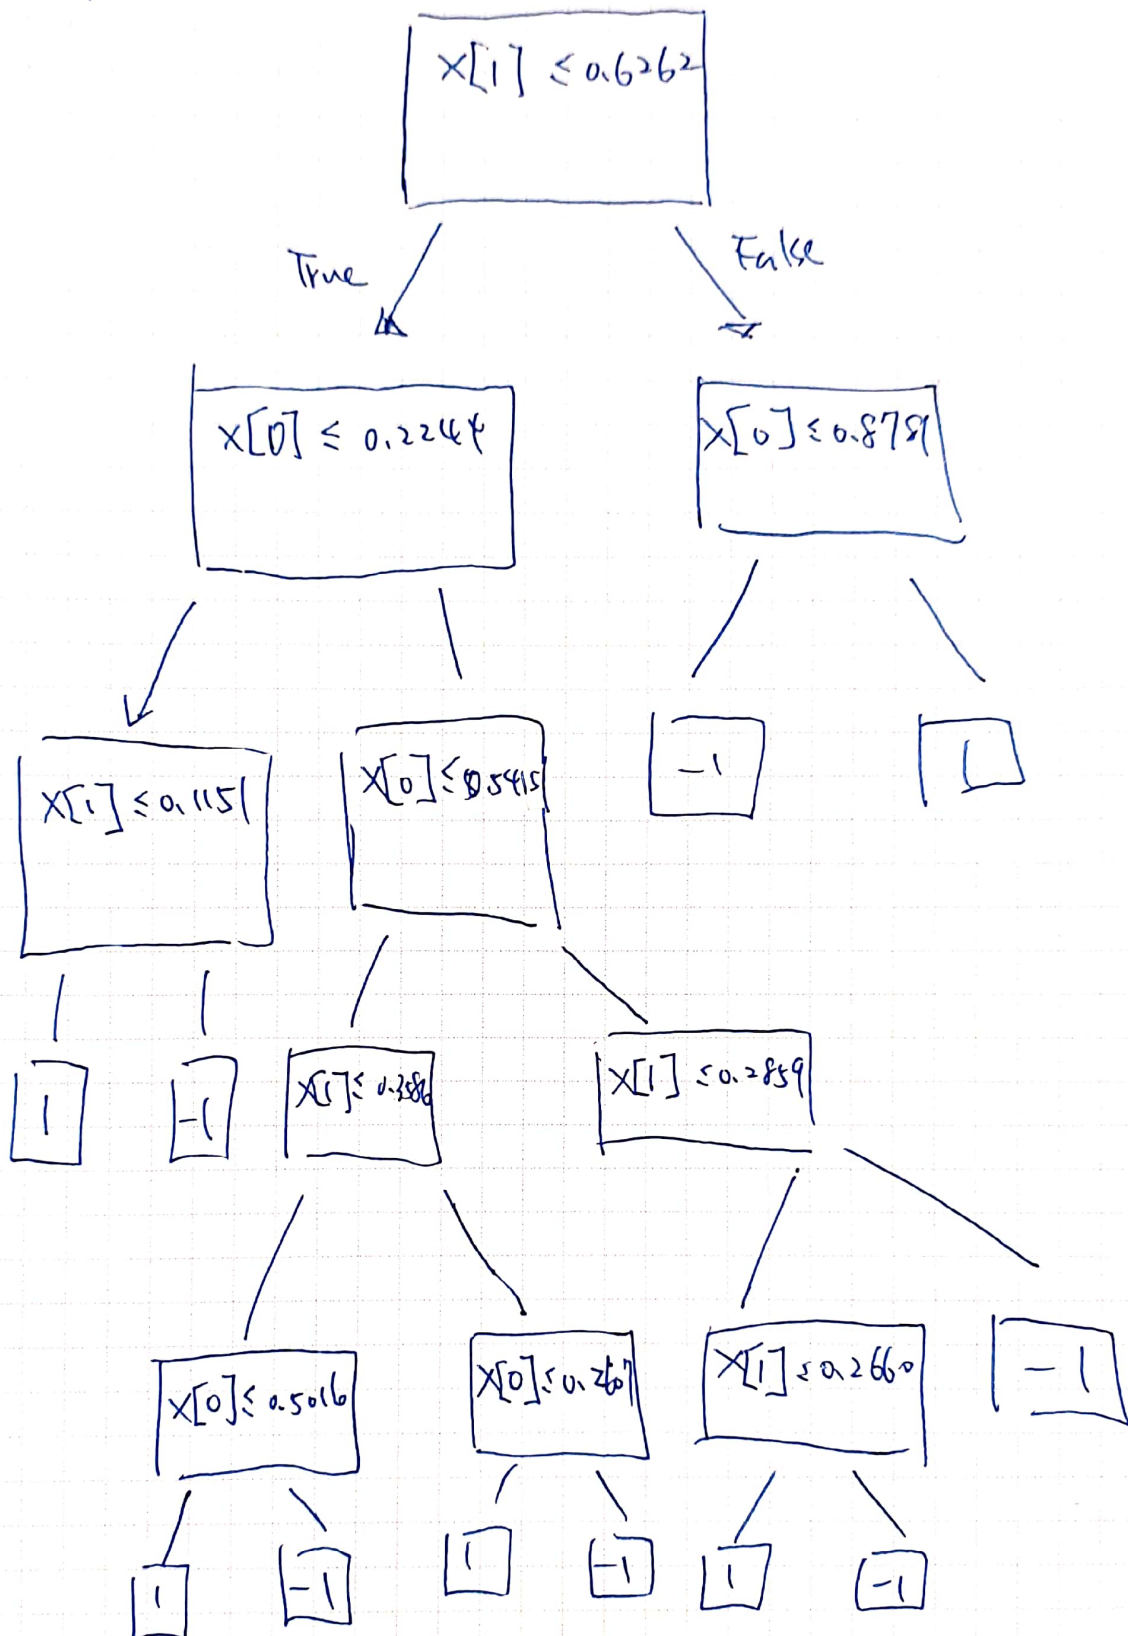 X[1] ≤ 0.6262
True
False
X[0] ≤ 0.2244
X[0] ≤ 0.8781
X[1] ≤ 0.1151
X[0] ≤ 0.5415
-1
1
1
-1
X[1] ≤ 0.3586
X[1] ≤ 0.2859
X[0] ≤ 0.5016
X[0] ≤ 0.2607
X[1] ≤ 0.2660
-1
1
-1
1
-1
1
-1